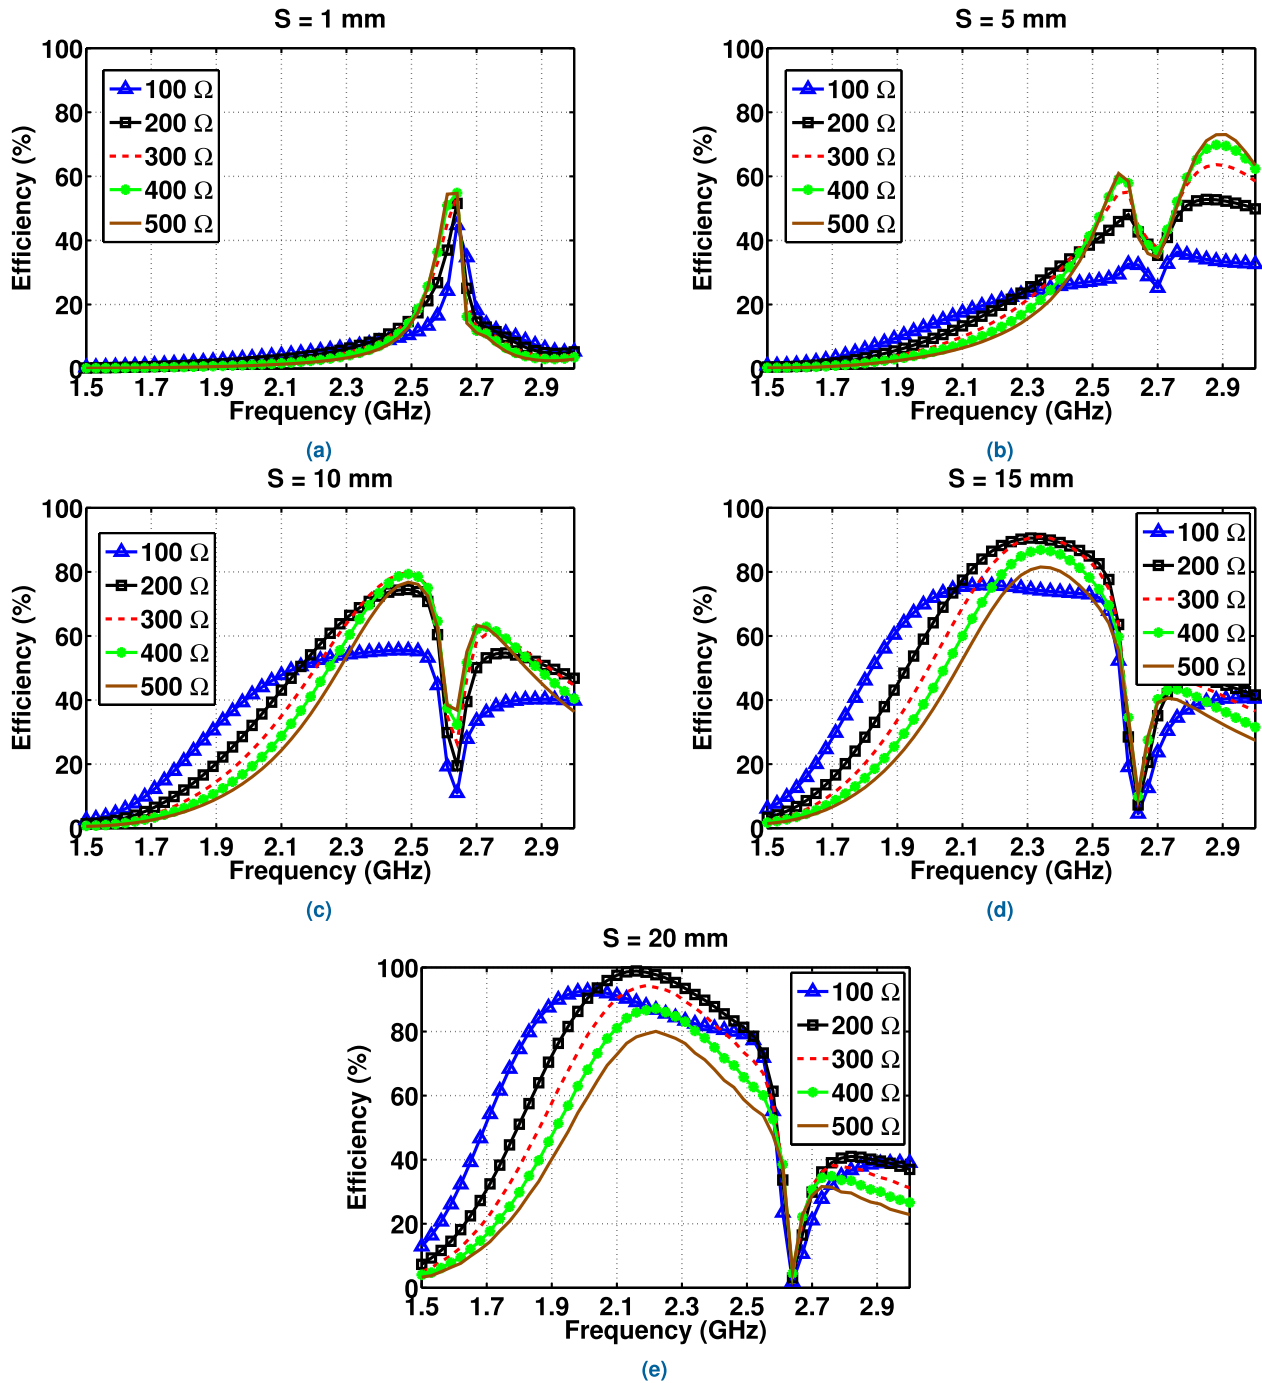 S = 1 mm
100
80
60
40
20
0
Efficiency (%)
100 Ω
200 Ω
300 Ω
400 Ω
500 Ω
1.5 1.7 1.9 2.1 2.3 2.5 2.7 2.9
Frequency (GHz)
(a)
S = 5 mm
100
80
60
40
20
0
Efficiency (%)
100 Ω
200 Ω
300 Ω
400 Ω
500 Ω
1.5 1.7 1.9 2.1 2.3 2.5 2.7 2.9
Frequency (GHz)
(b)
S = 10 mm
100
80
60
40
20
0
Efficiency (%)
100 Ω
200 Ω
300 Ω
400 Ω
500 Ω
1.5 1.7 1.9 2.1 2.3 2.5 2.7 2.9
Frequency (GHz)
(c)
S = 15 mm
100
80
60
40
20
0
Efficiency (%)
100 Ω
200 Ω
300 Ω
400 Ω
500 Ω
1.5 1.7 1.9 2.1 2.3 2.5 2.7 2.9
Frequency (GHz)
(d)
S = 20 mm
100
80
60
40
20
0
Efficiency (%)
100 Ω
200 Ω
300 Ω
400 Ω
500 Ω
1.5 1.7 1.9 2.1 2.3 2.5 2.7 2.9
Frequency (GHz)
(e)